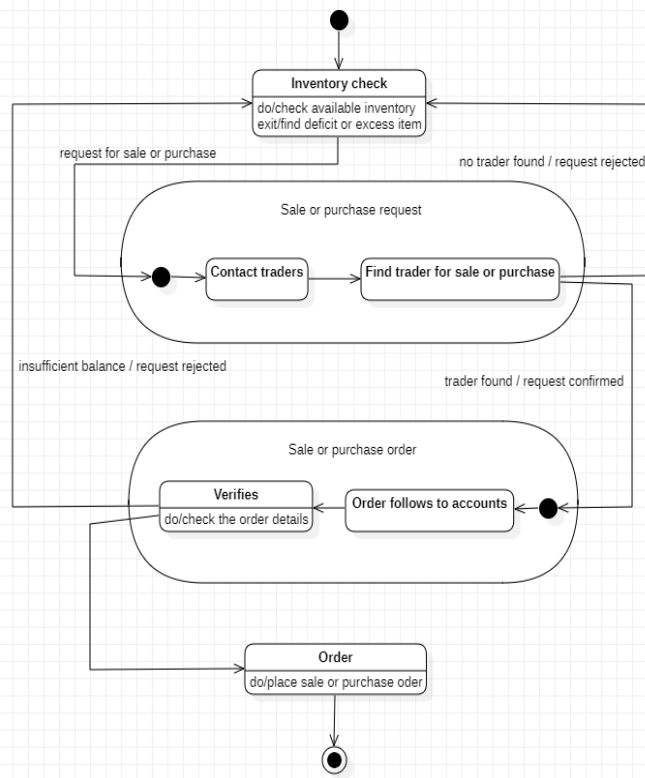 Inventory check
do/check available inventory
exit/find deficit or excess item
request for sale or purchase
no trader found / request rejected
Sale or purchase request
Contact traders
Find trader for sale or purchase
insufficient balance / request rejected
trader found / request confirmed
Sale or purchase order
Verifies
do/check the order details
Order follows to accounts
Order
do/place sale or purchase oder